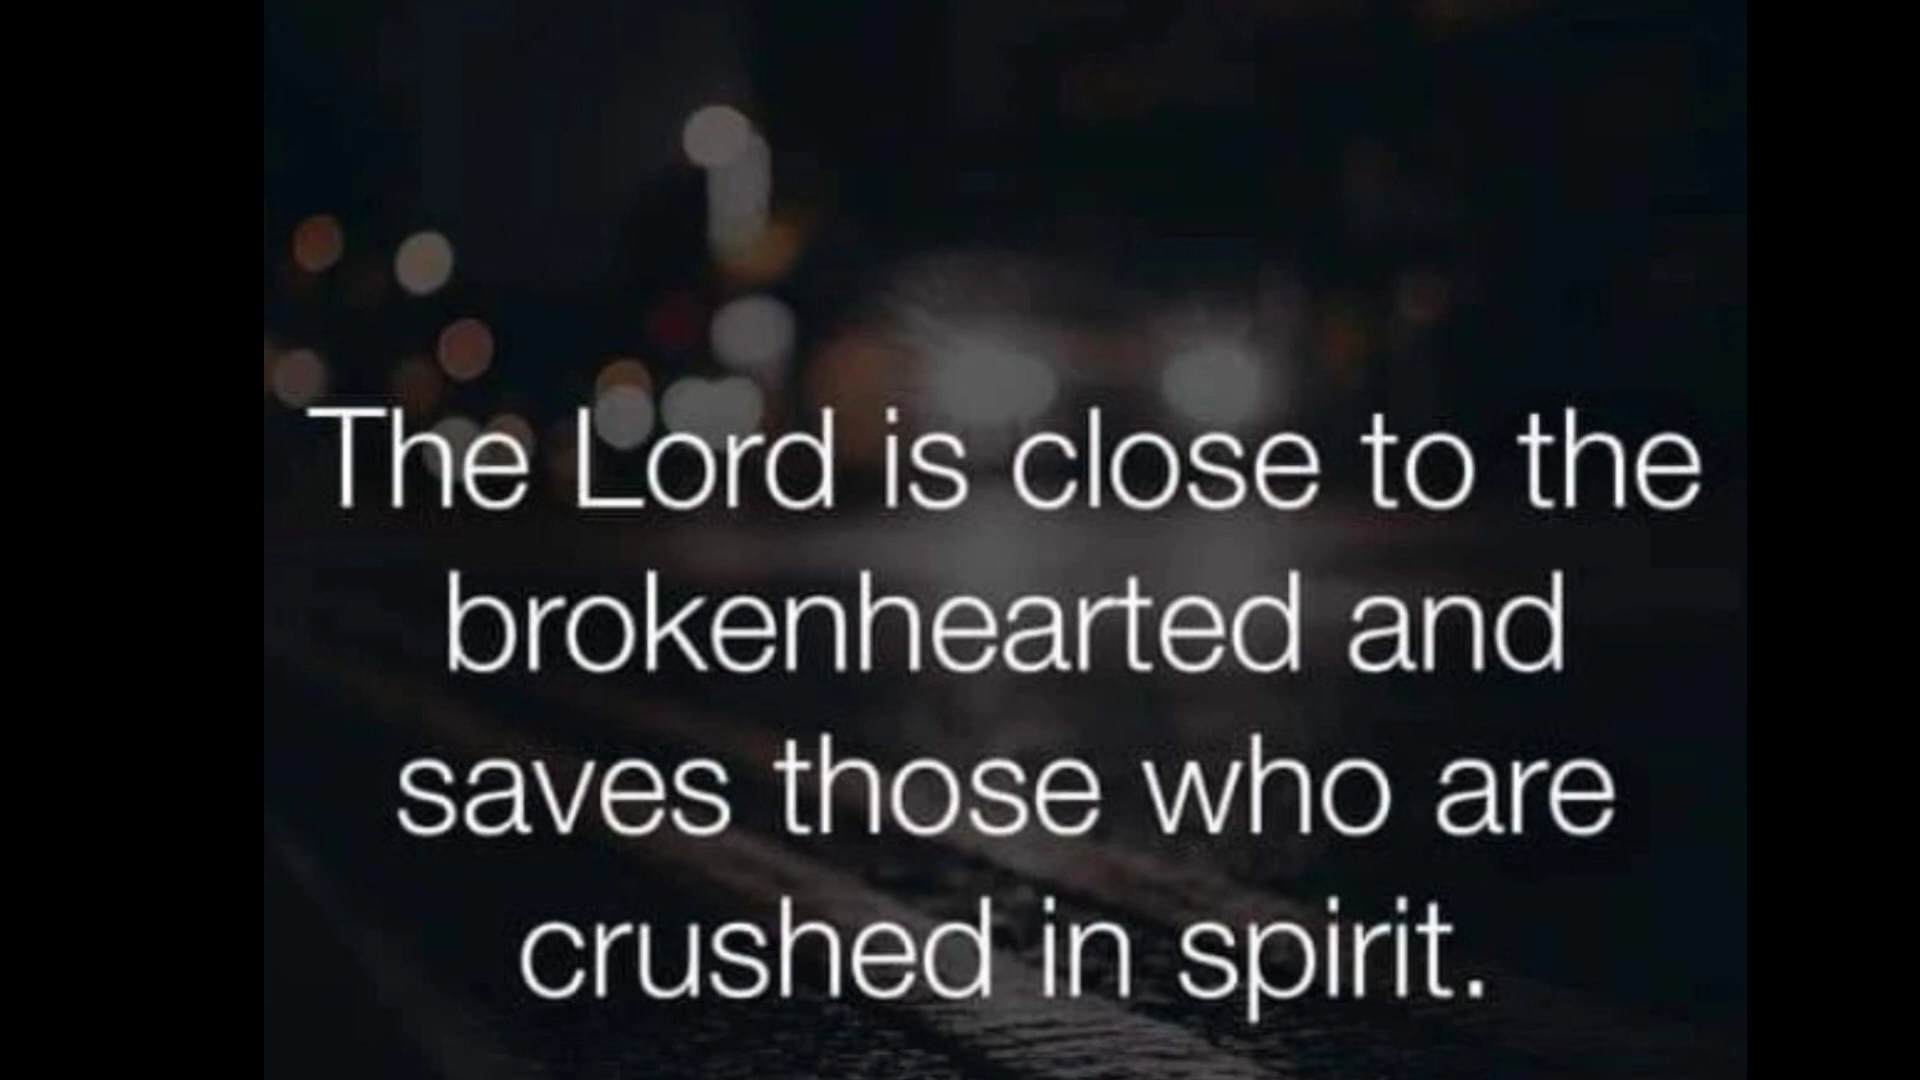 The Lord is close to the
brokenhearted and
saves those who are
crushed in spirit.